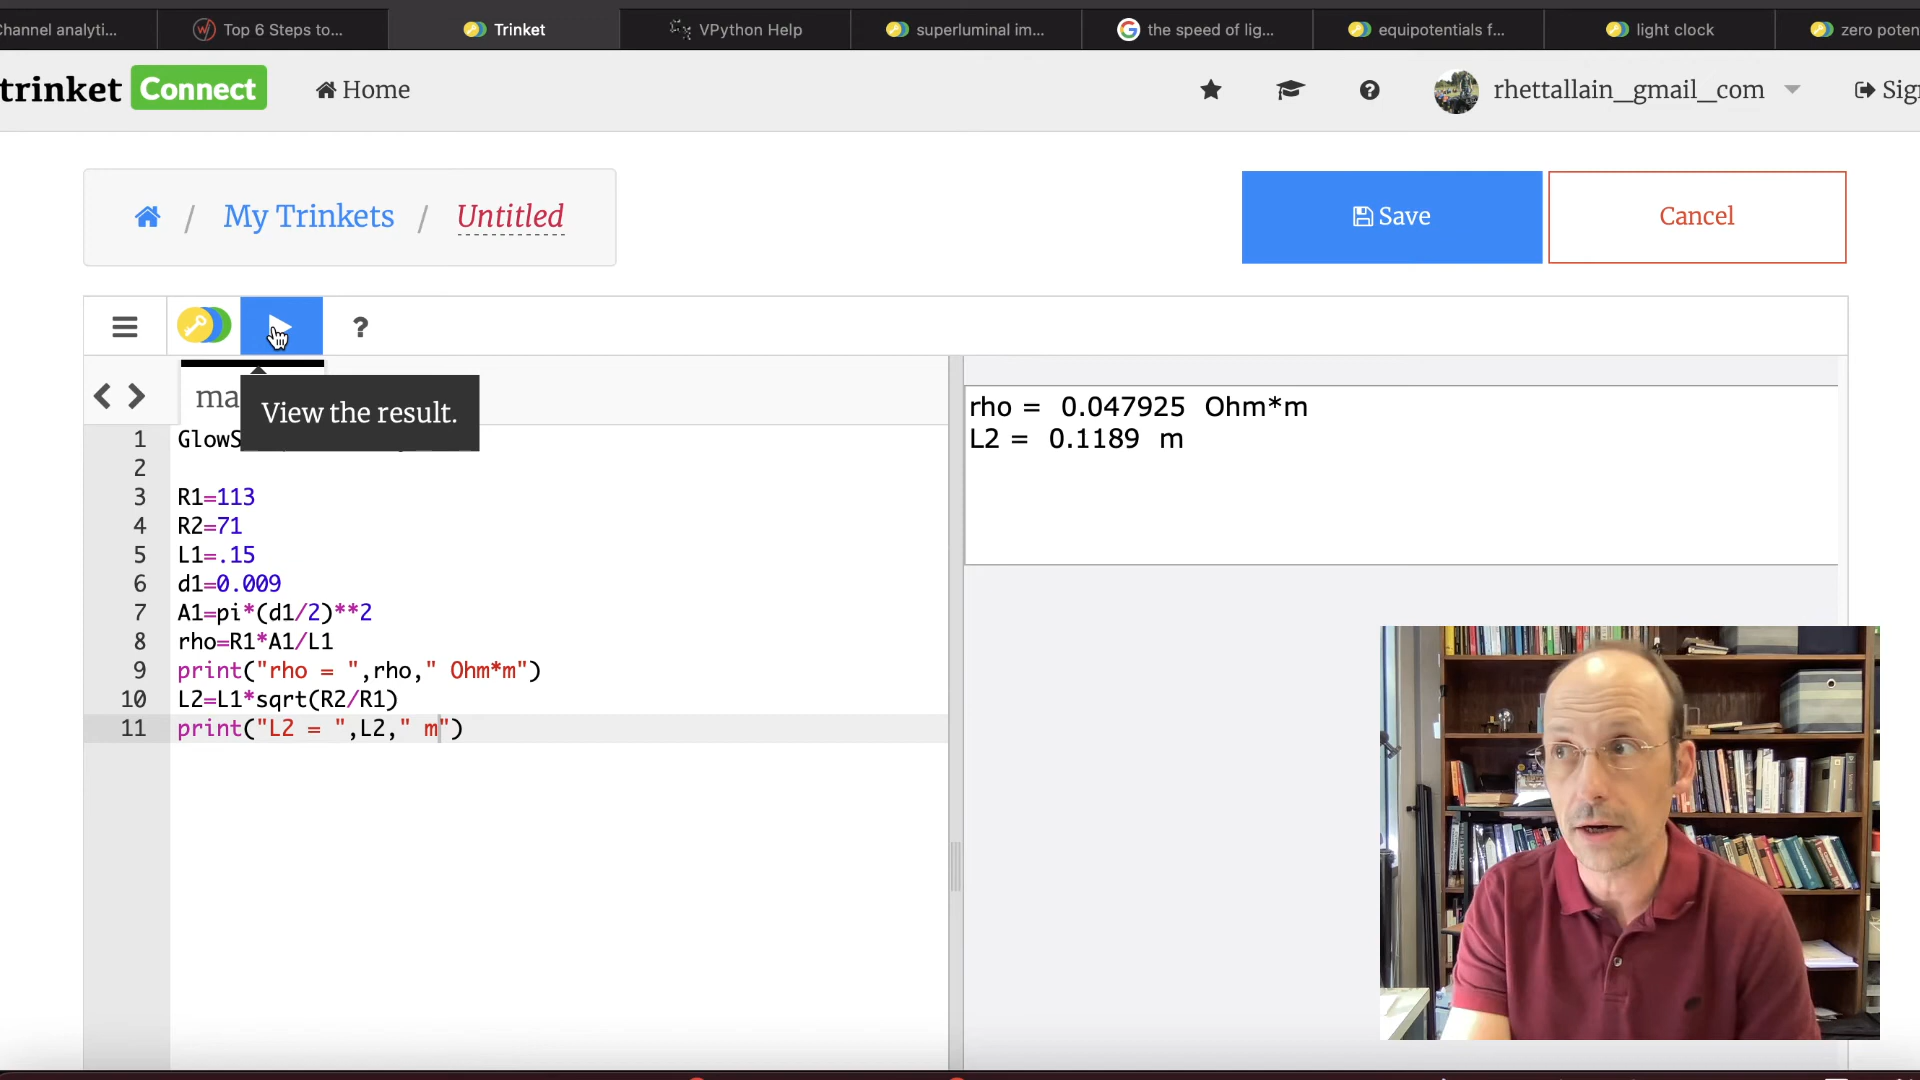 hannel analyti...
Top 6 Steps to...
Trinket
VPython Help
superluminal im...
the speed of lig...
equipotentials f...
light clock
zero poten
trinket Connect
Home
rhettallain_gmail_com
Sign
/ My Trinkets / Untitled
Save
Cancel
?
ma
View the result.
1 GlowS
2
3 R1=113
4 R2=71
5 L1=.15
6 d1=0.009
7 A1=pi*(d1/2)**2
8 rho=R1*A1/L1
9 print("rho = ",rho," Ohm*m")
10 L2=L1*sqrt(R2/R1)
11 print("L2 = ",L2," m")
rho = 0.047925 Ohm*m
L2 = 0.1189 m